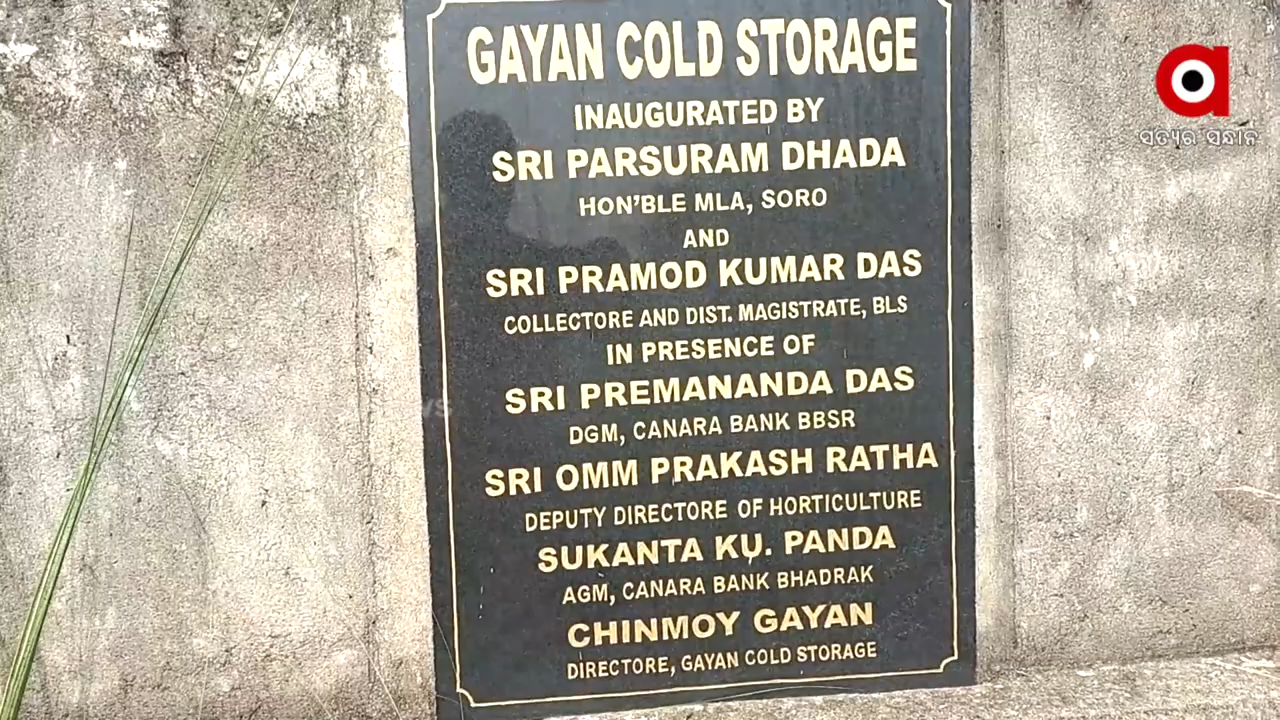 GAYAN COLD STORAGE
INAUGURATED BY
SRI PARSURAM DHADA
HON'BLE MLA, SORO
AND
SRI PRAMOD KUMAR DAS
COLLECTORE AND DIST. MAGISTRATE, BLS
IN PRESENCE OF
SRI PREMANANDA DAS
DGM, CANARA BANK BBSR
SRI OMM PRAKASH RATHA
DEPUTY DIRECTORE OF HORTICULTURE
SUKANTA KU. PANDA
AGM, CANARA BANK BHADRAK
CHINMOY GAYAN
DIRECTORE, GAYAN COLD STORAGE
a
ସତ୍ୟର ସନ୍ଧାନ